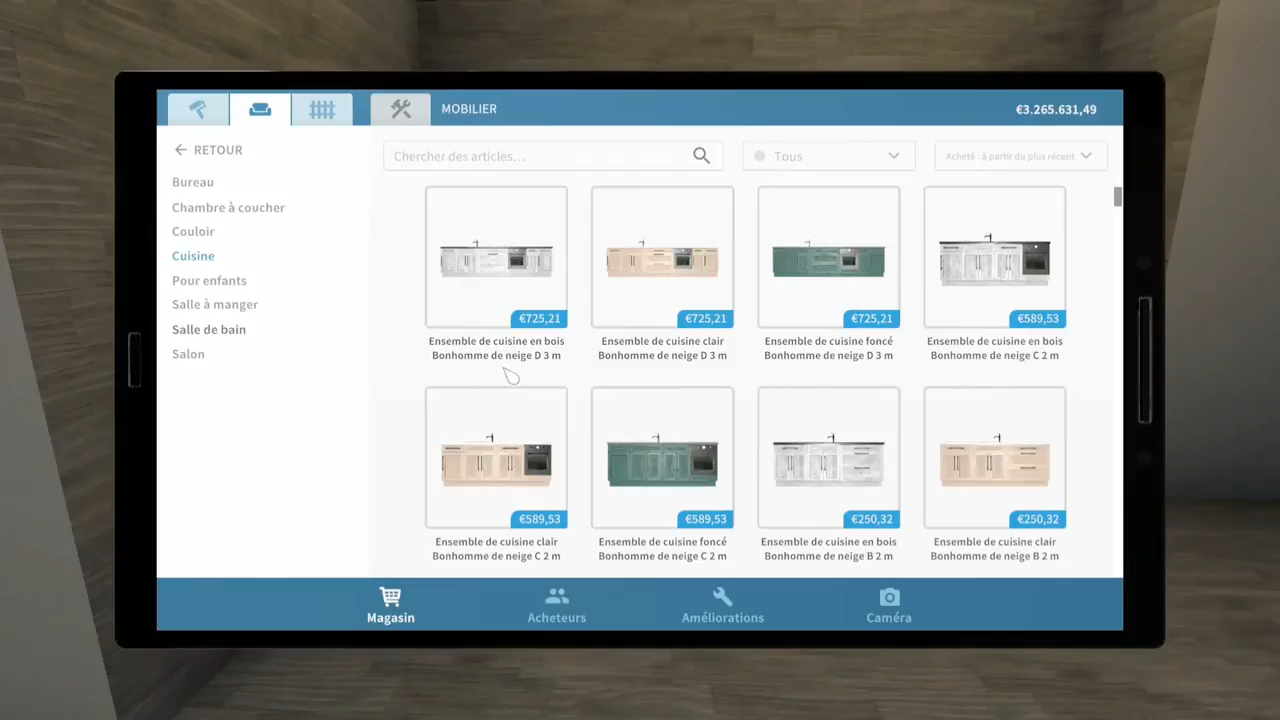 MOBILIER
€3.265.631,49
RETOUR
Chercher des articles...
Tous
Acheté : à partir du plus récent
Bureau
Chambre à coucher
Couloir
Cuisine
Pour enfants
Salle à manger
Salle de bain
Salon
€725,21
€725,21
€725,21
€589,53
Ensemble de cuisine en bois
Bonhomme de neige D 3 m
Ensemble de cuisine clair
Bonhomme de neige D 3 m
Ensemble de cuisine foncé
Bonhomme de neige D 3 m
Ensemble de cuisine en bois
Bonhomme de neige C 2 m
€589,53
€589,53
€250,32
€250,32
Ensemble de cuisine clair
Bonhomme de neige C 2 m
Ensemble de cuisine foncé
Bonhomme de neige C 2 m
Ensemble de cuisine en bois
Bonhomme de neige B 2 m
Ensemble de cuisine clair
Bonhomme de neige B 2 m
Magasin
Acheteurs
Améliorations
Caméra